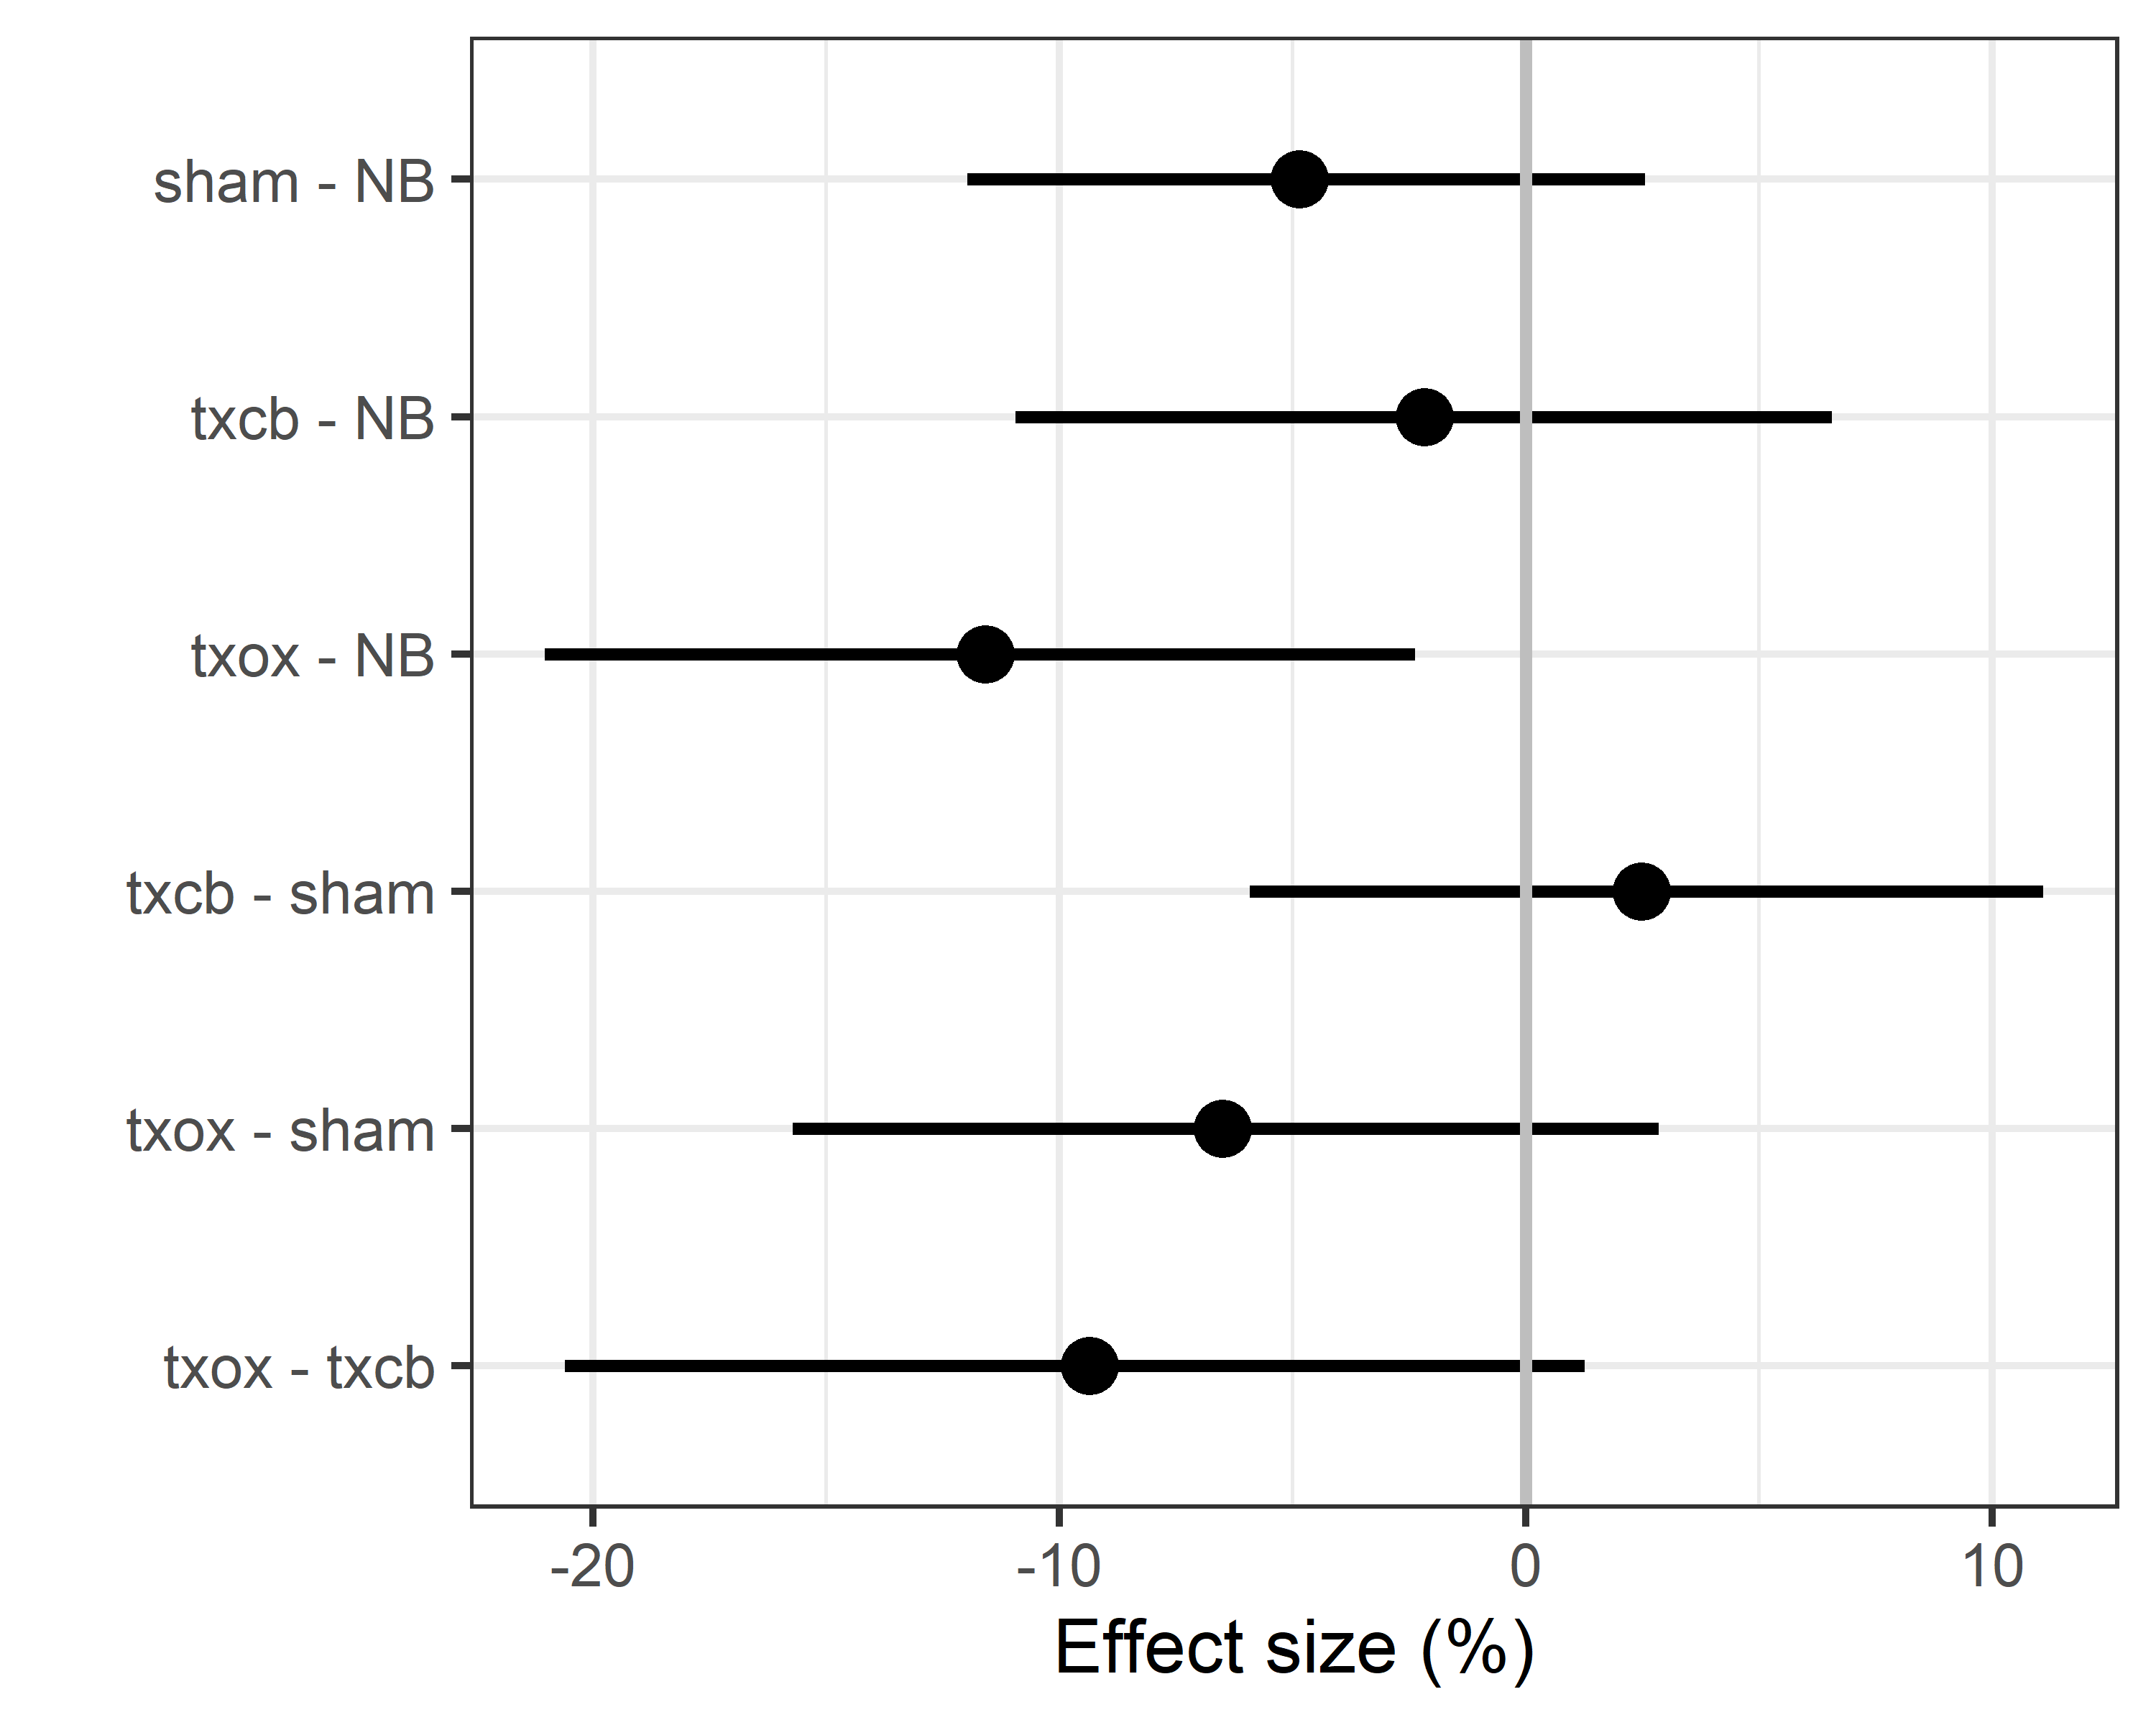 sham - NB
txcb - NB
txox - NB
txcb - sham
txox - sham
txox - txcb
-20 -10 0 10
Effect size (%)